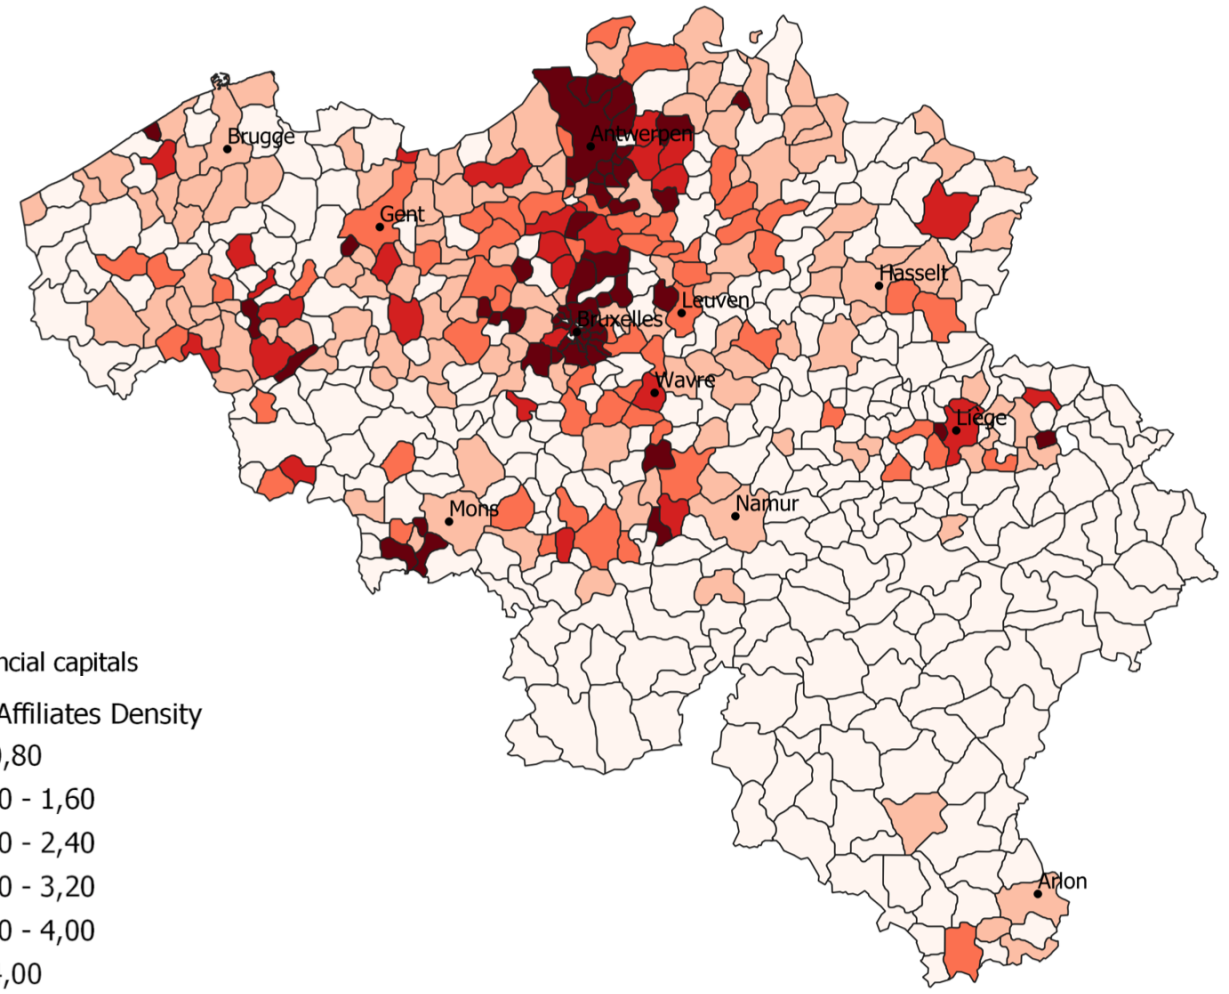 Antwerpen
Brugge
Gent
Hasselt
Leuven
Bruxelles
Wavre
Liège
Mons
Namur
Arlon
ncial capitals
Affiliates Density
,80
0 - 1,60
0 - 2,40
0 - 3,20
0 - 4,00
,00